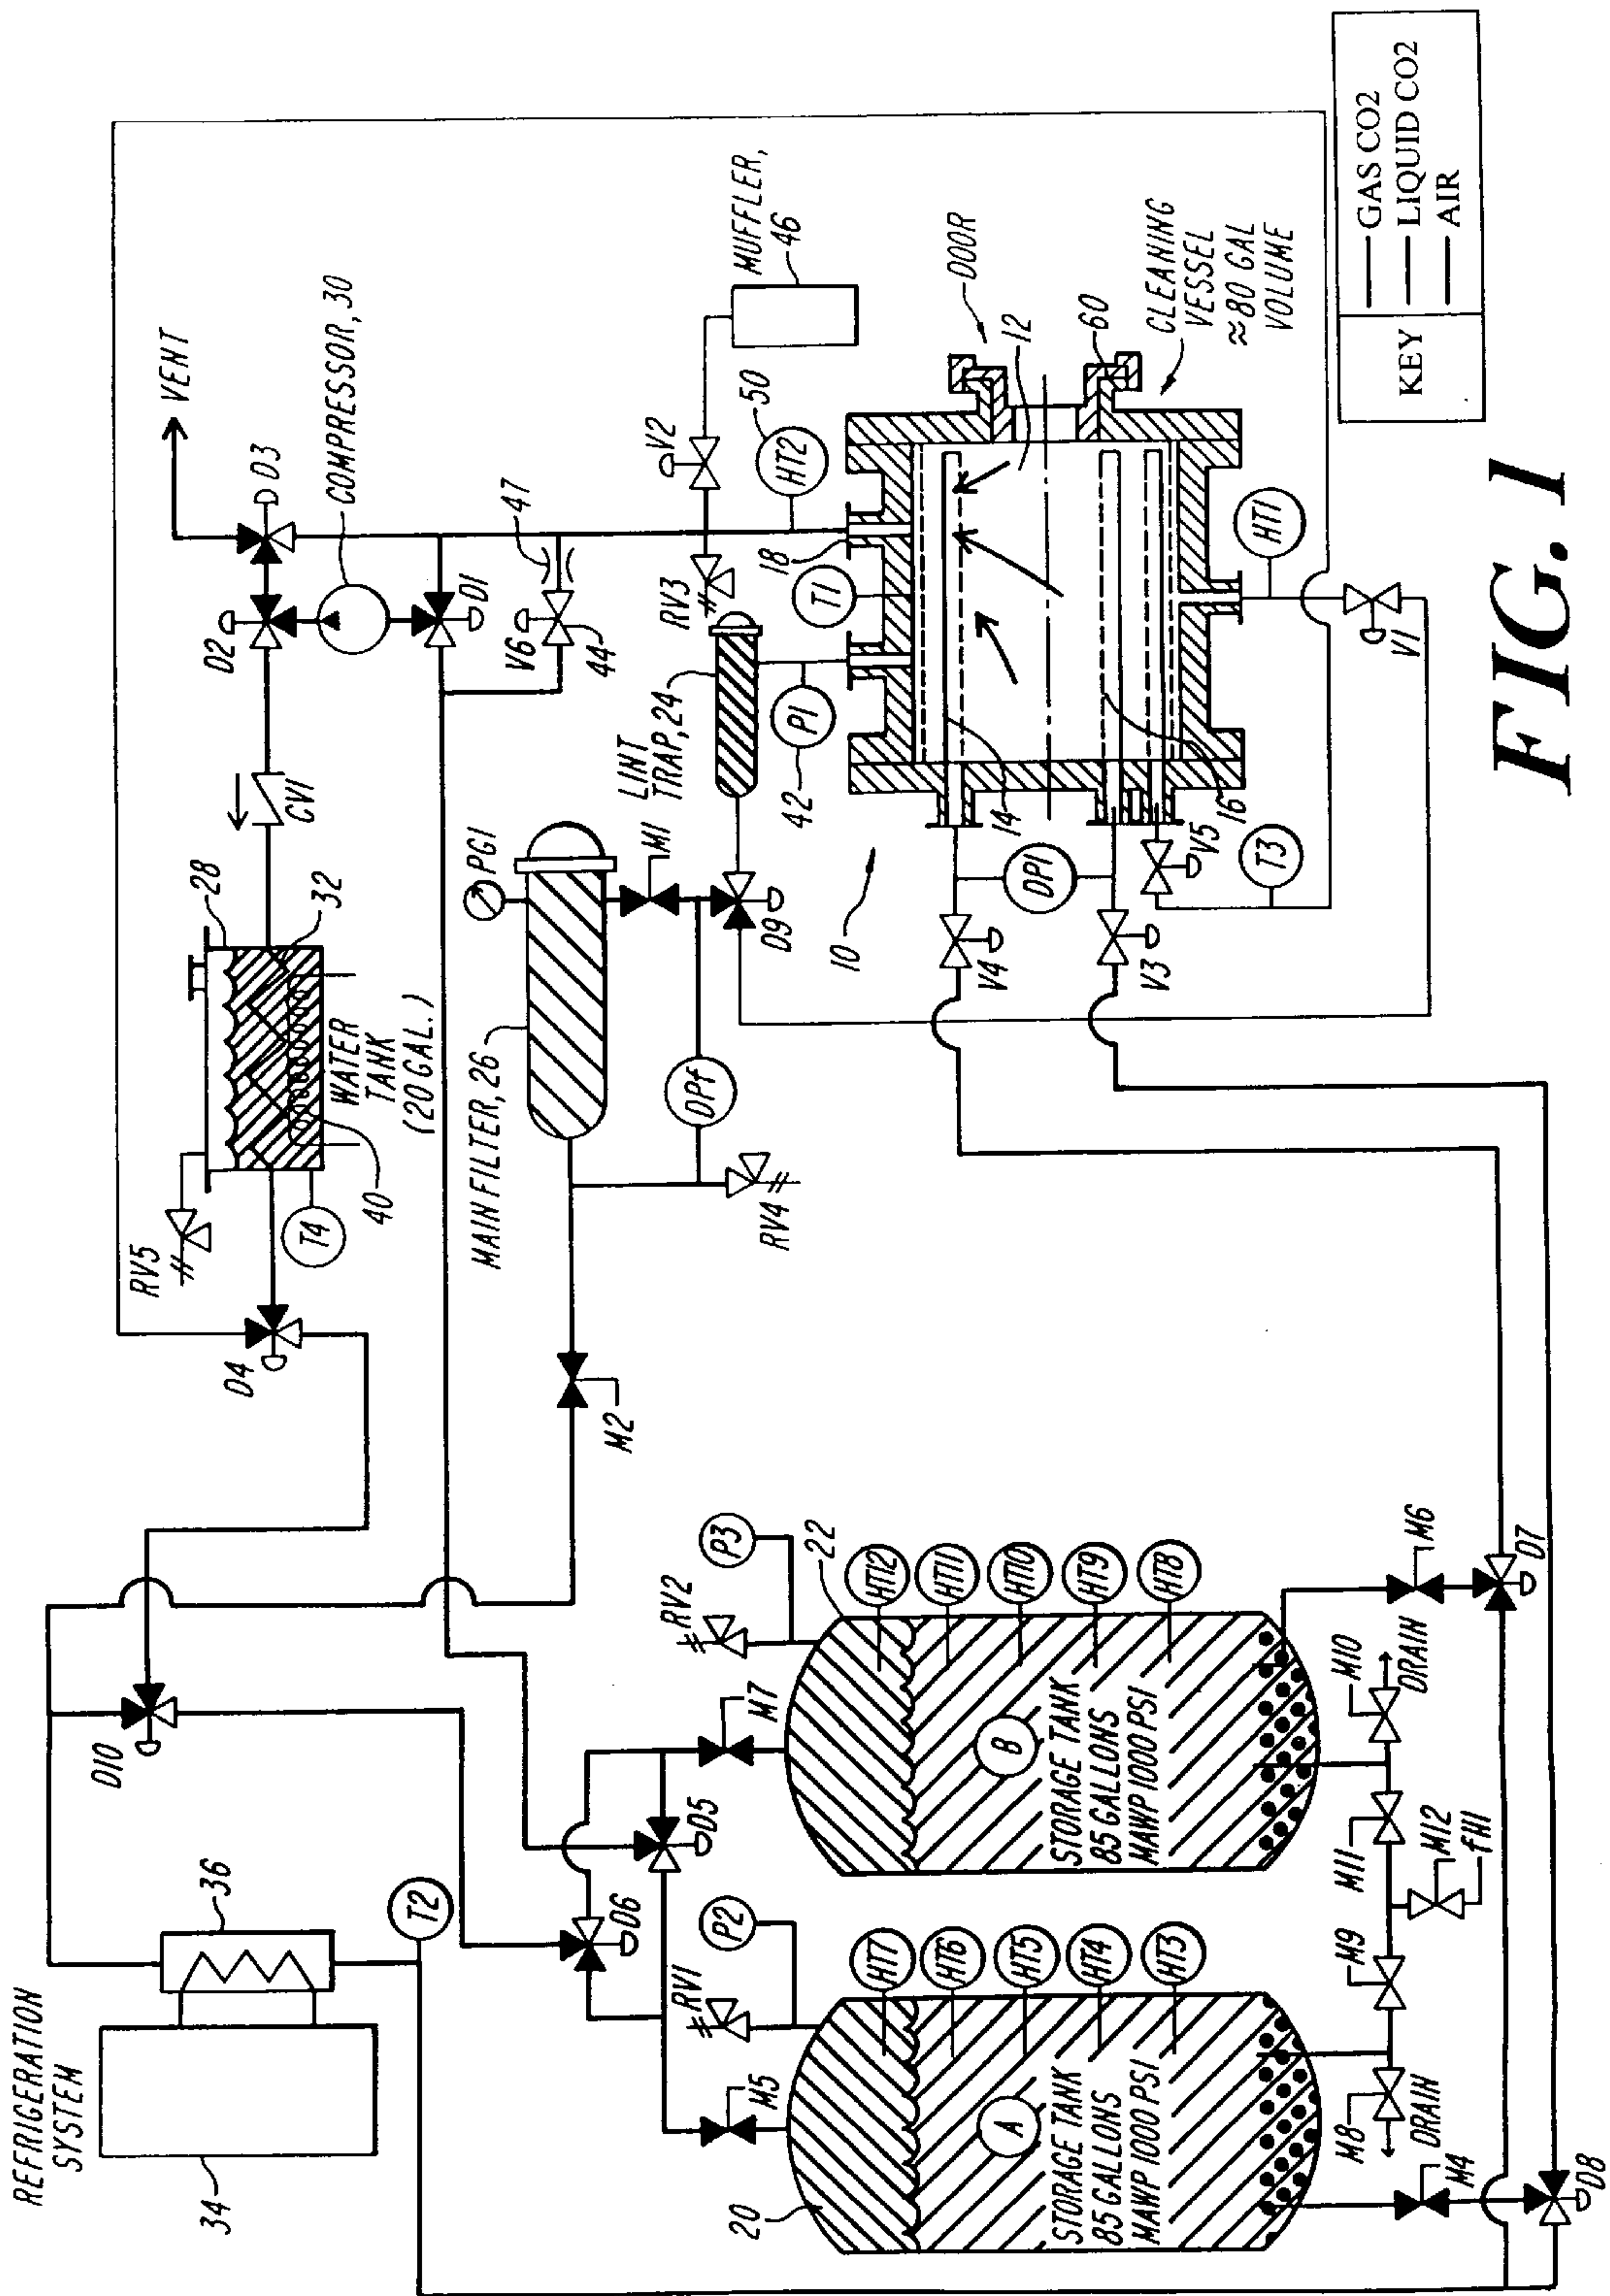 REFRIGERATION
SYSTEM
34
36
T2
D10
D4
RV5
T4
40
28
32
WATER
TANK
(20 GAL.)
CV1
D2
D3
VENT
COMPRESSOR, 30
D1
V6
44
47
MAIN FILTER, 26
PG1
M1
LINT
TRAP, 24
DPf
RV4
M2
D9
RV3
V2
MUFFLER,
46
P1
42
T1
18
HT2
50
DOOR
12
60
CLEANING
VESSEL
≈80 GAL
VOLUME
10
14
16
DP1
V4
V3
V5
T3
HT1
V1
D6
D5
M7
M5
RV1
P2
RV2
P3
20
22
HT7
HT6
HT5
HT4
HT3
HT12
HT11
HT10
HT9
HT8
A
STORAGE TANK
85 GALLONS
MAWP 1000 PSI
B
STORAGE TANK
85 GALLONS
MAWP 1000 PSI
M8
DRAIN
M9
M11
M12
fH1
M10
DRAIN
M4
M6
D7
D8
KEY
GAS CO2
LIQUID CO2
AIR
FIG. 1